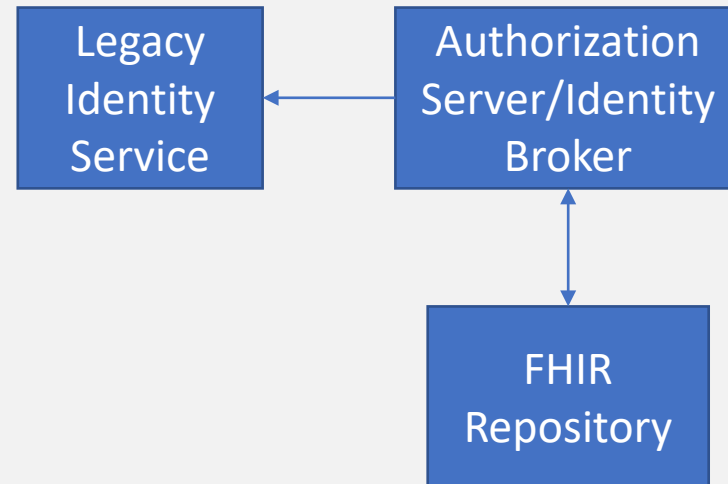 Legacy
Identity
Service
Authorization
Server/Identity
Broker
FHIR
Repository